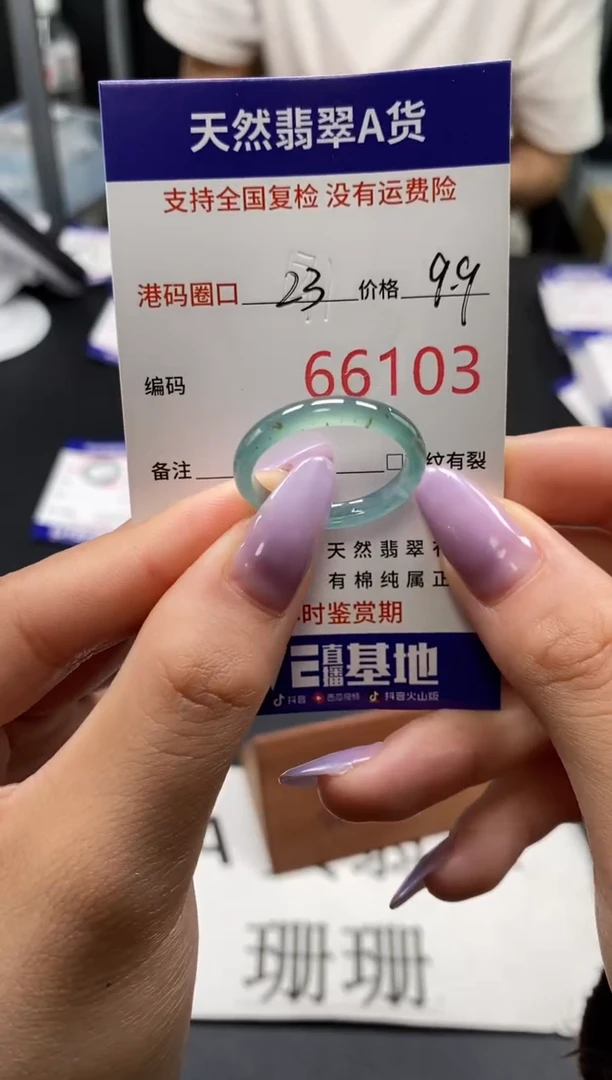 天然翡翠A货
支持全国复检 没有运费险
港码圈口 23 价格 9.9
编码 66103
备注 □ 纹有裂
天然翡翠
有棉纯属正
时鉴赏期
直播基地
抖音 西瓜视频 抖音火山版
珊珊